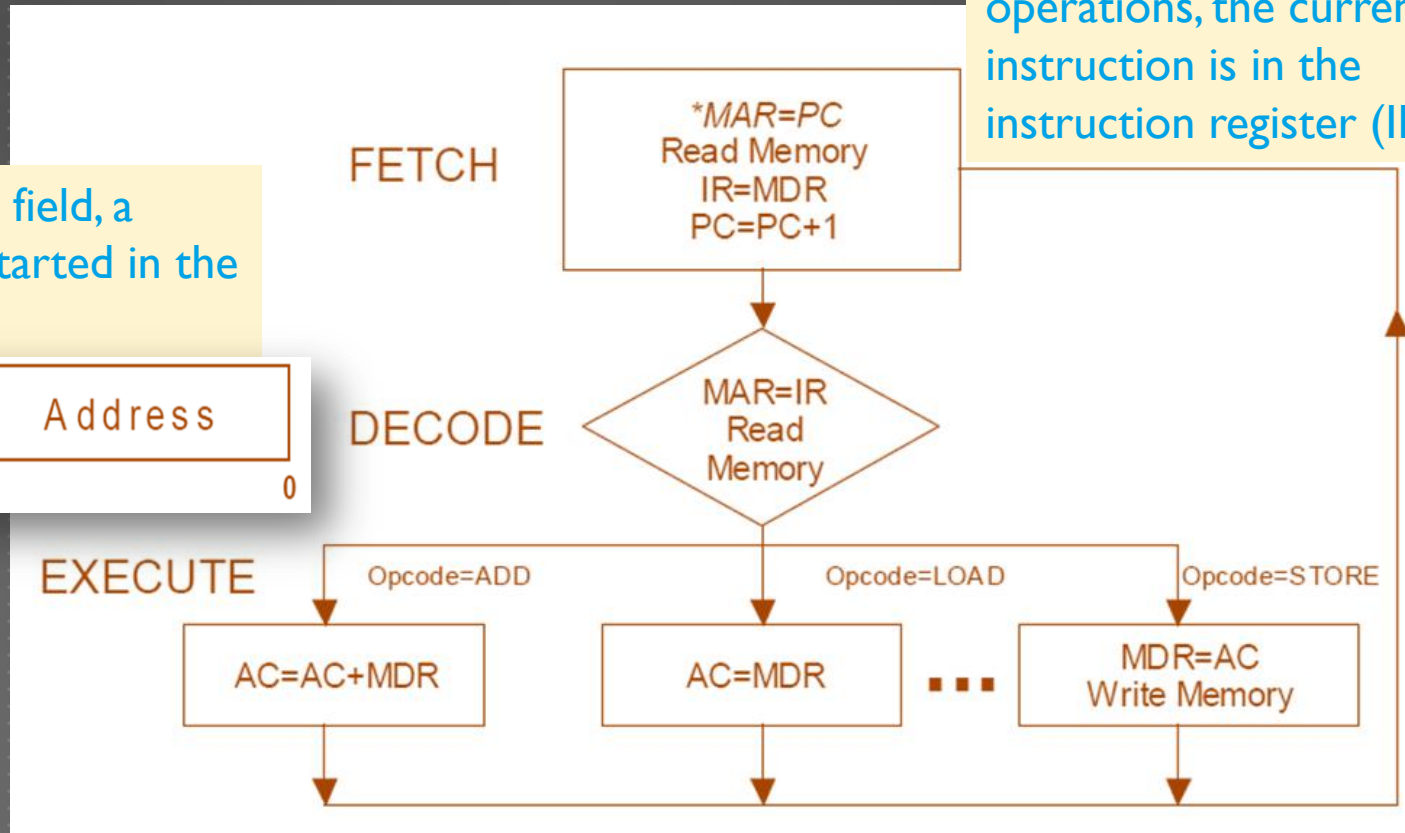 operations, the current
instruction is in the
instruction register (IR
FETCH
*MAR=PC
Read Memory
IR=MDR
PC=PC+1
field, a
tarted in the
Address
0
DECODE
MAR=IR
Read
Memory
EXECUTE
Opcode=ADD
Opcode=LOAD
Opcode=STORE
AC=AC+MDR
AC=MDR
...
MDR=AC
Write Memory